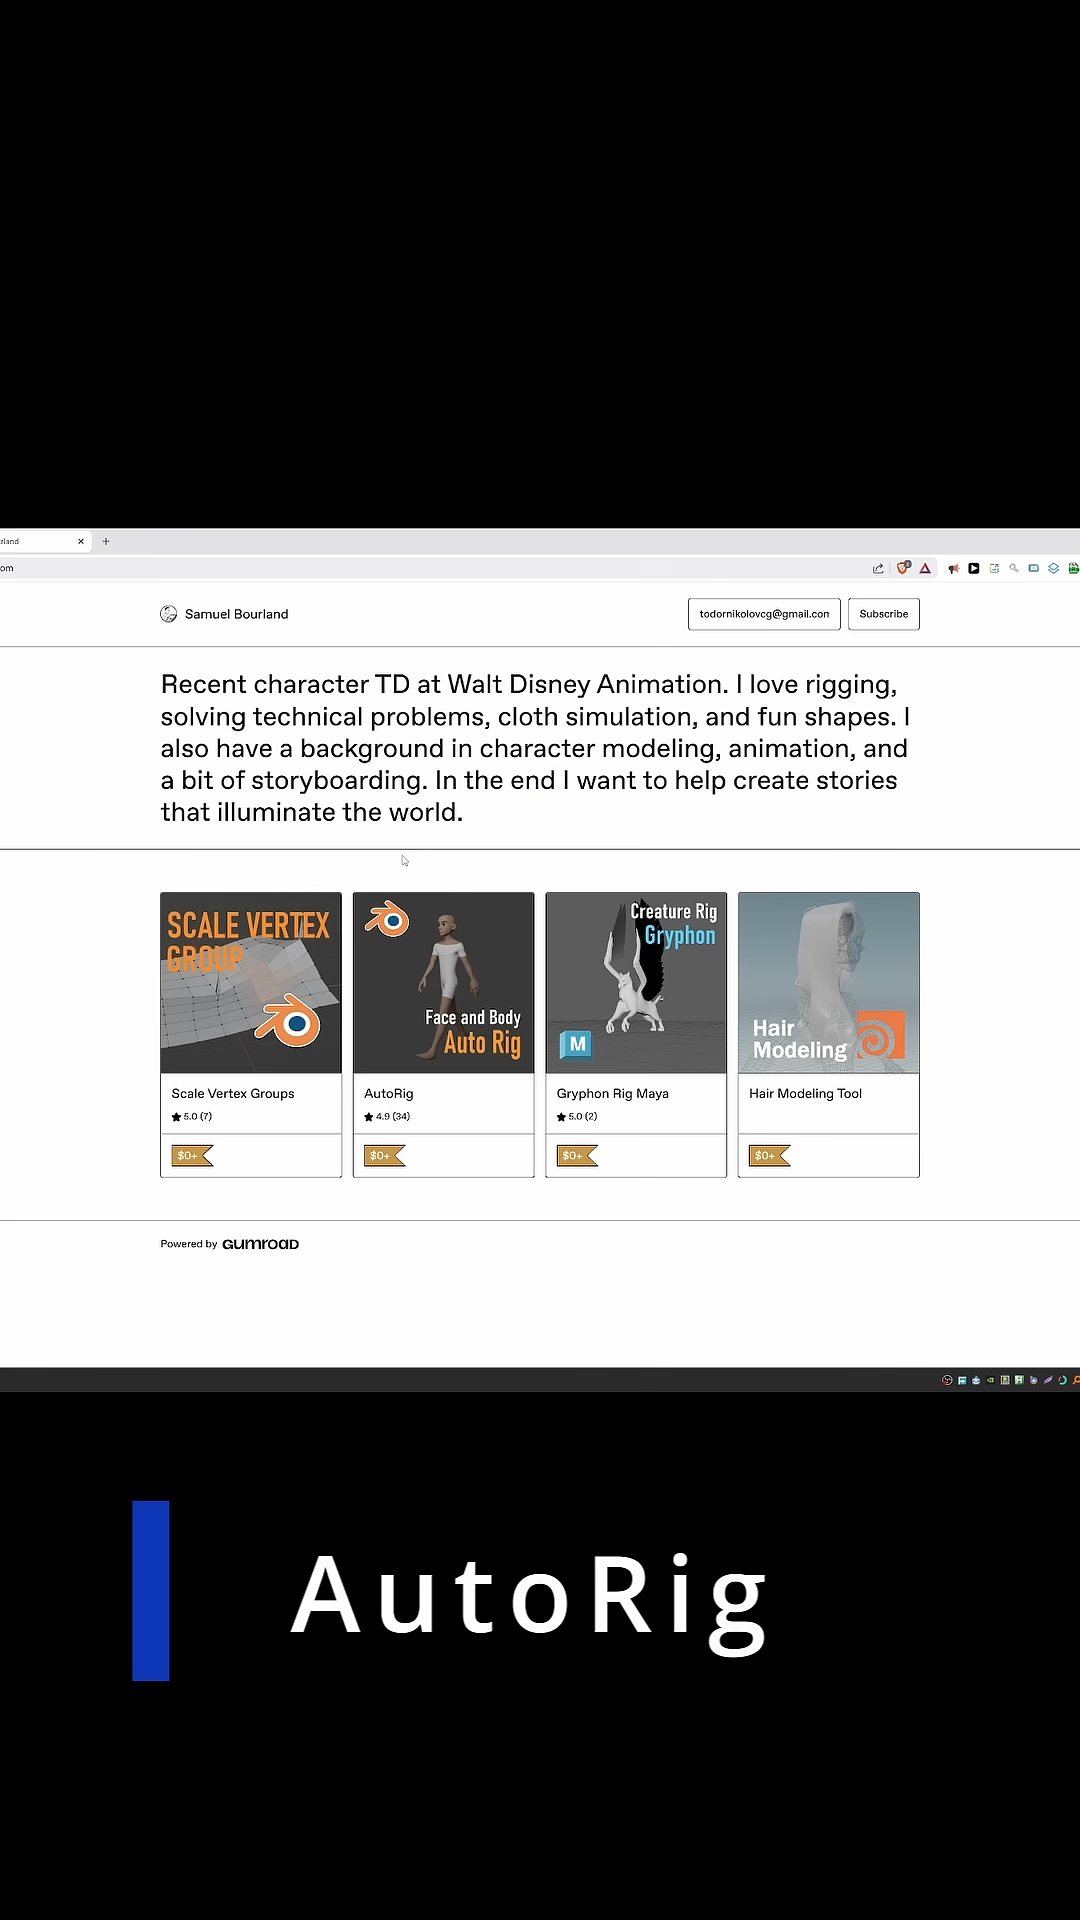 rland
om
Samuel Bourland
todornikolovcg@gmail.con
Subscribe
Recent character TD at Walt Disney Animation. I love rigging,
solving technical problems, cloth simulation, and fun shapes. I
also have a background in character modeling, animation, and
a bit of storyboarding. In the end I want to help create stories
that illuminate the world.
SCALE VERTEX
GROUP
Face and Body
Auto Rig
Creature Rig
Gryphon
M
Hair
Modeling
Scale Vertex Groups
5.0 (7)
$0+
AutoRig
4.9 (34)
$0+
Gryphon Rig Maya
5.0 (2)
$0+
Hair Modeling Tool
$0+
Powered by GUMROAD
AutoRig